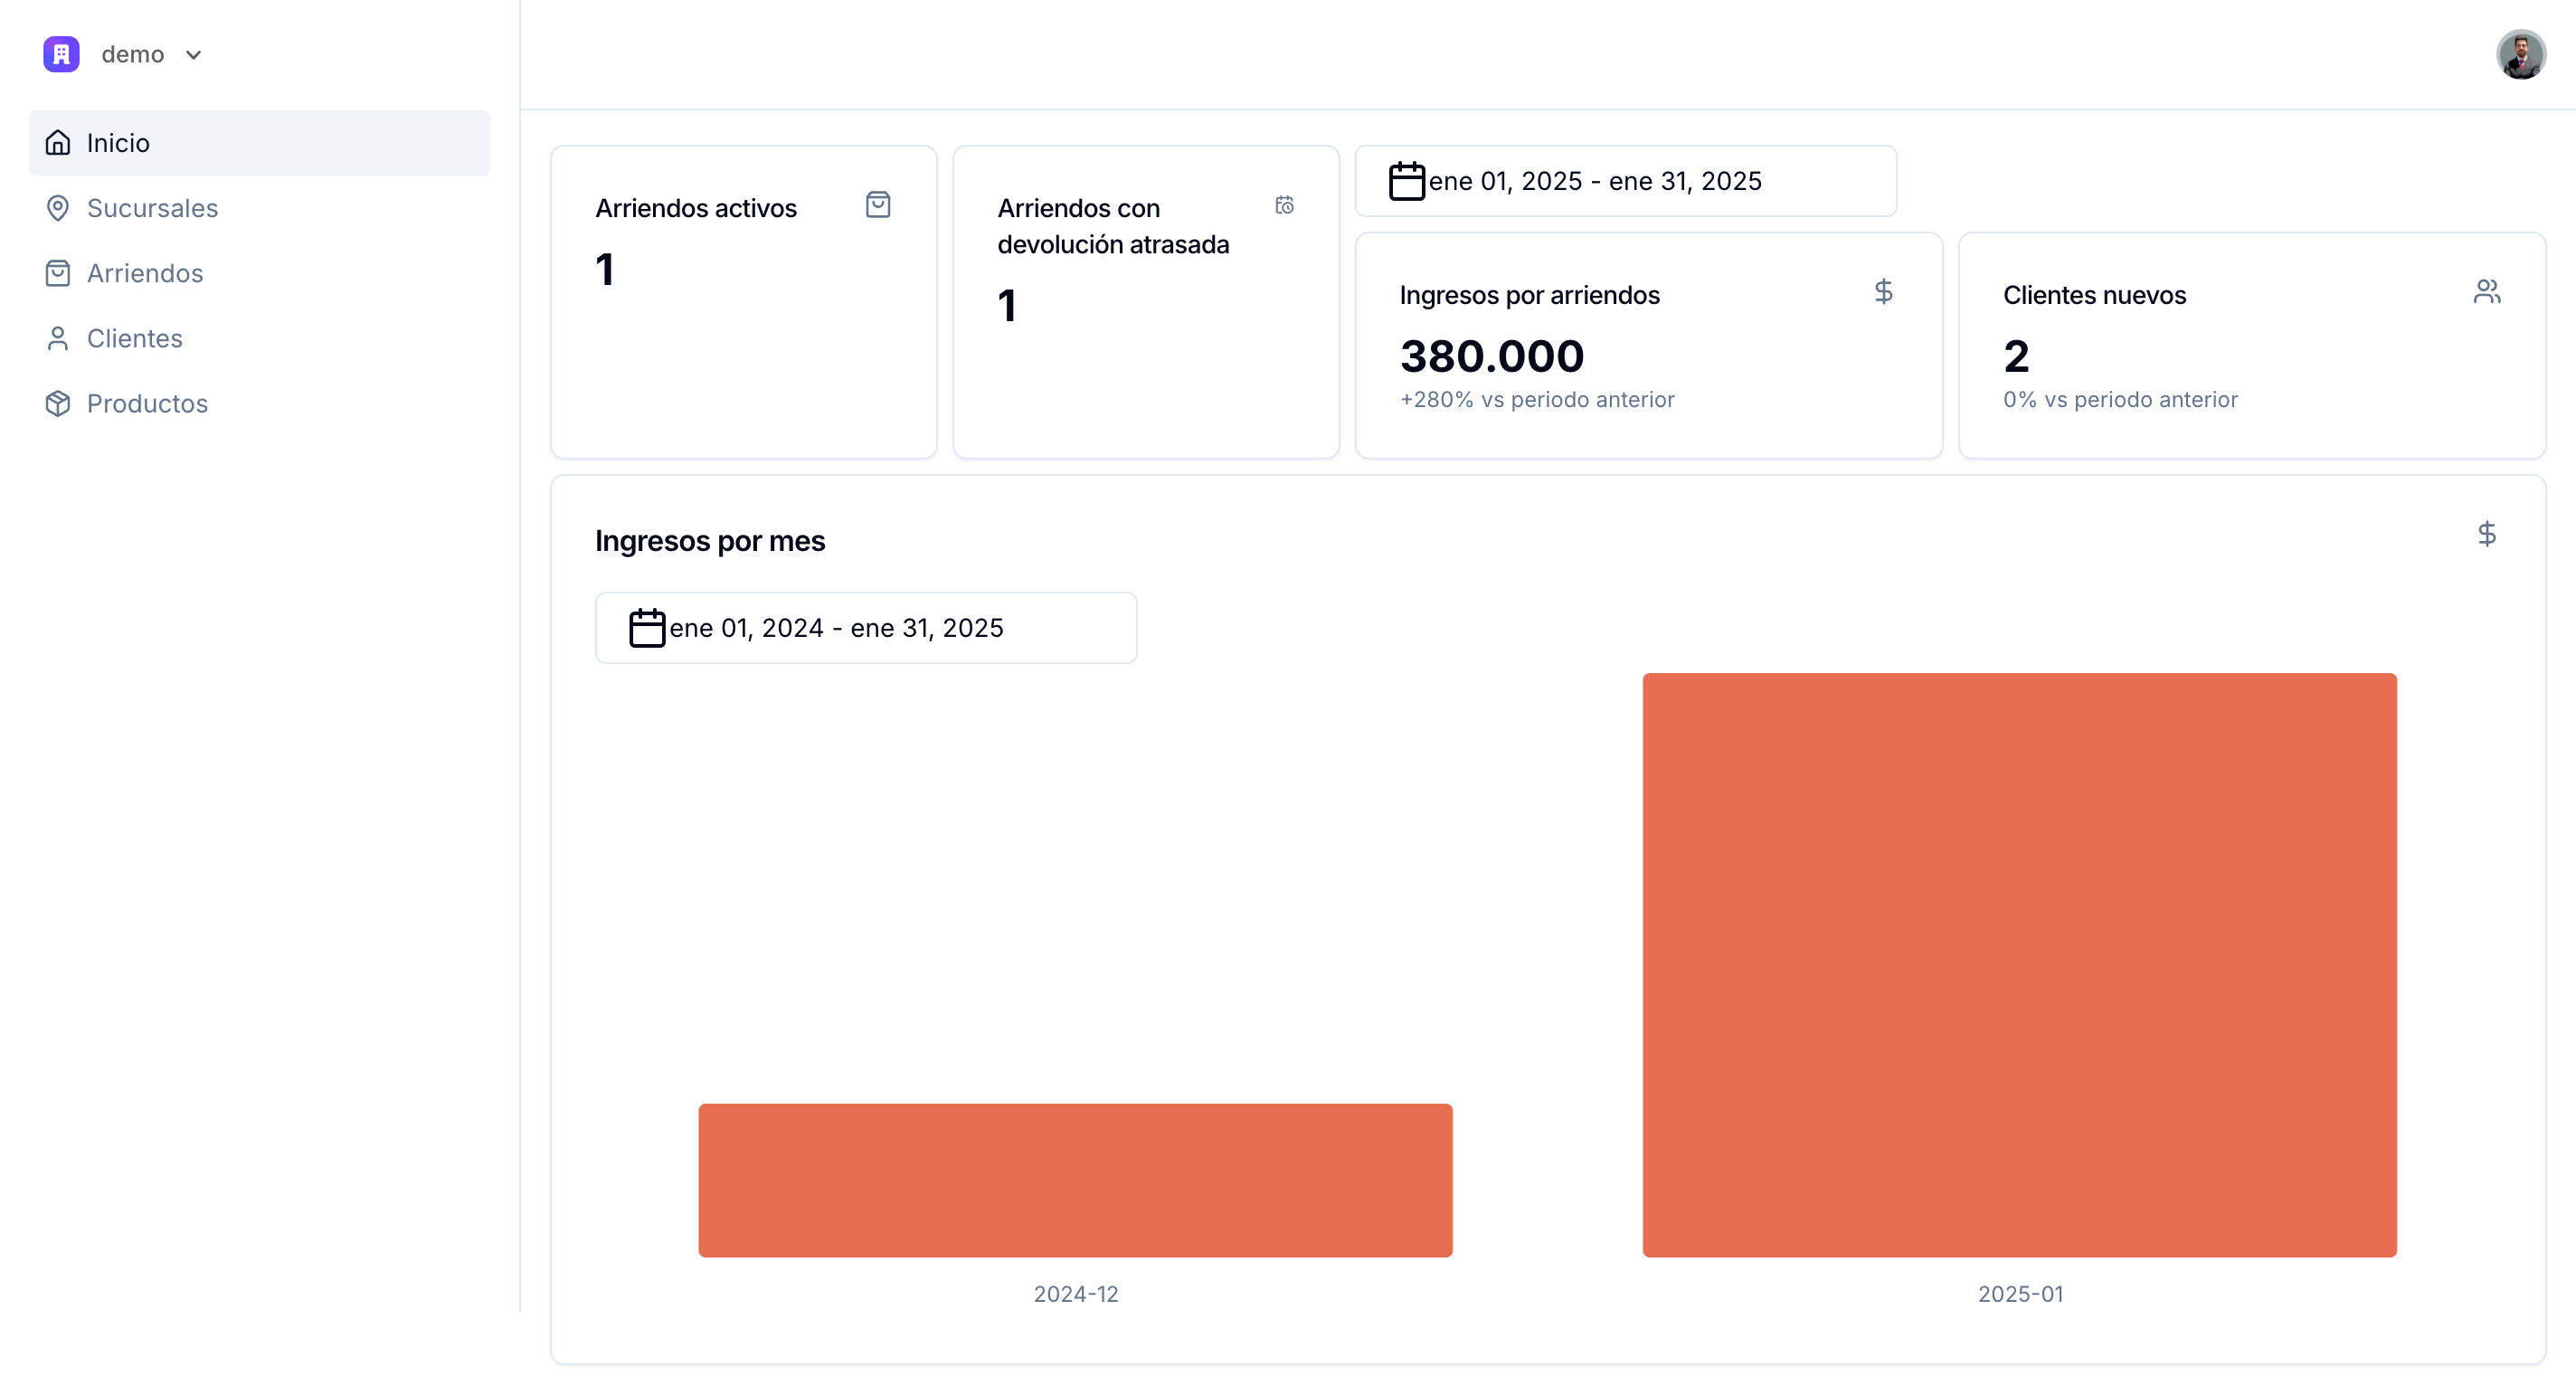 demo
Inicio
Sucursales
Arriendos
Clientes
Productos
Arriendos activos
1
Arriendos con
devolución atrasada
1
ene 01, 2025 - ene 31, 2025
Ingresos por arriendos
380.000
+280% vs periodo anterior
Clientes nuevos
2
0% vs periodo anterior
Ingresos por mes
ene 01, 2024 - ene 31, 2025
2024-12
2025-01